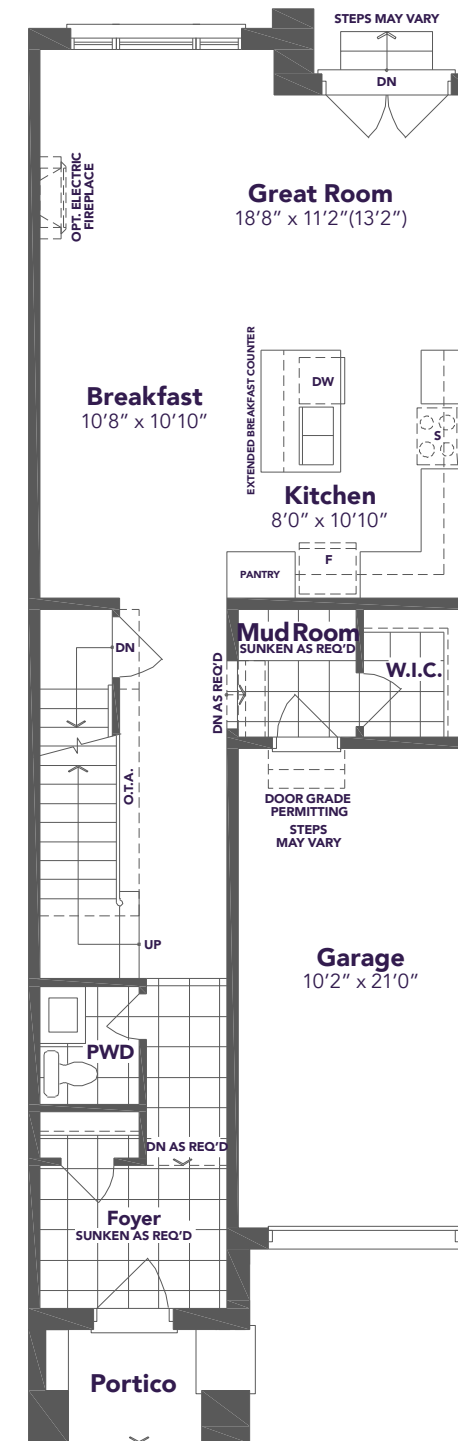 STEPS MAY VARY
DN
OPT. ELECTRIC
FIREPLACE
Great Room
18'8" x 11'2"(13'2")
EXTENDED BREAKFAST COUNTER
DW
Breakfast
10'8" x 10'10"
S
Kitchen
8'0" x 10'10"
F
PANTRY
Mud Room
SUNKEN AS REQ'D
DN
W.I.C.
DN AS REQ'D
O.T.A.
DOOR GRADE
PERMITTING
STEPS
MAY VARY
UP
Garage
10'2" x 21'0"
PWD
DN AS REQ'D
Foyer
SUNKEN AS REQ'D
Portico